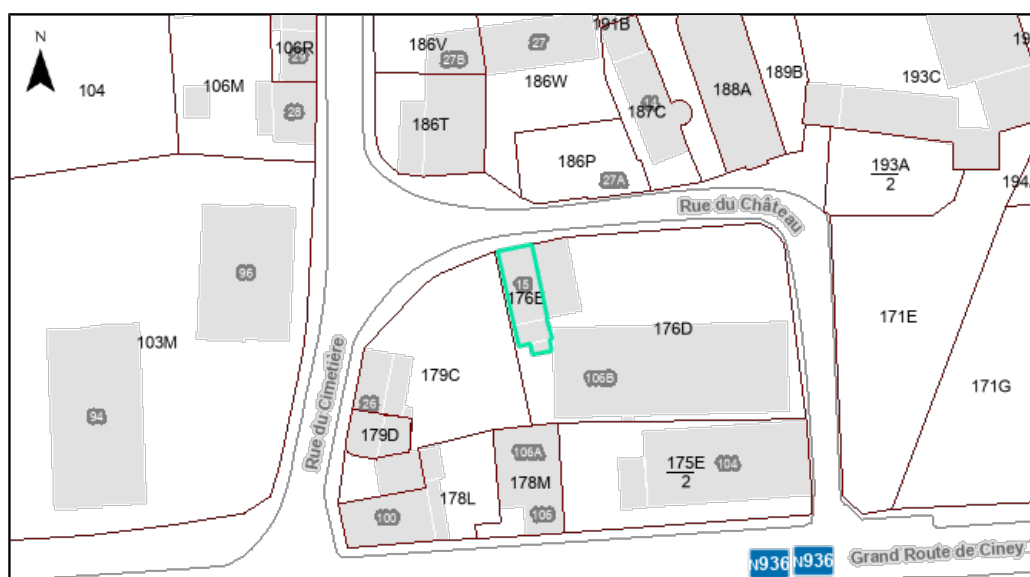 N
104
106R
29
106M
28
186V
27B
27
191B
186W
186T
187C
188A
189B
193C
186P
27A
193A
2
Rue du Château
96
15
176E
176D
171E
103M
94
Rue du Cimetière
179C
106B
171G
26
179D
106A
178M
175E
2
104
178L
100
106
N936
N936
Grand Route de Ciney